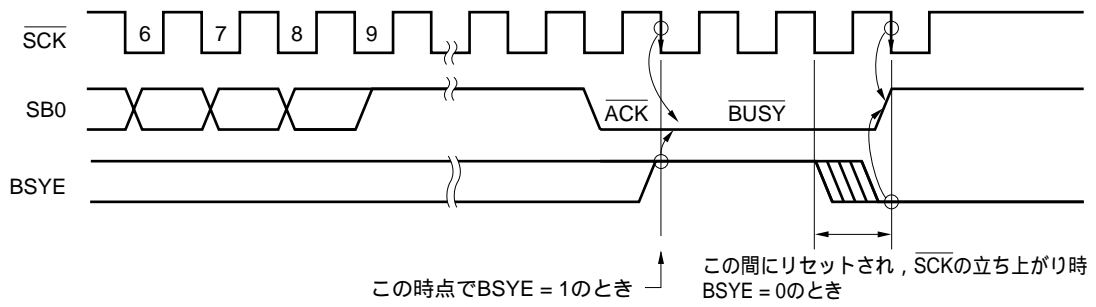 SCK
6 7 8 9
SB0
ACK
BUSY
BSYE
この時点でBSYE = 1のとき
この間にリセットされ , SCKの立ち上がり時
BSYE = 0のとき